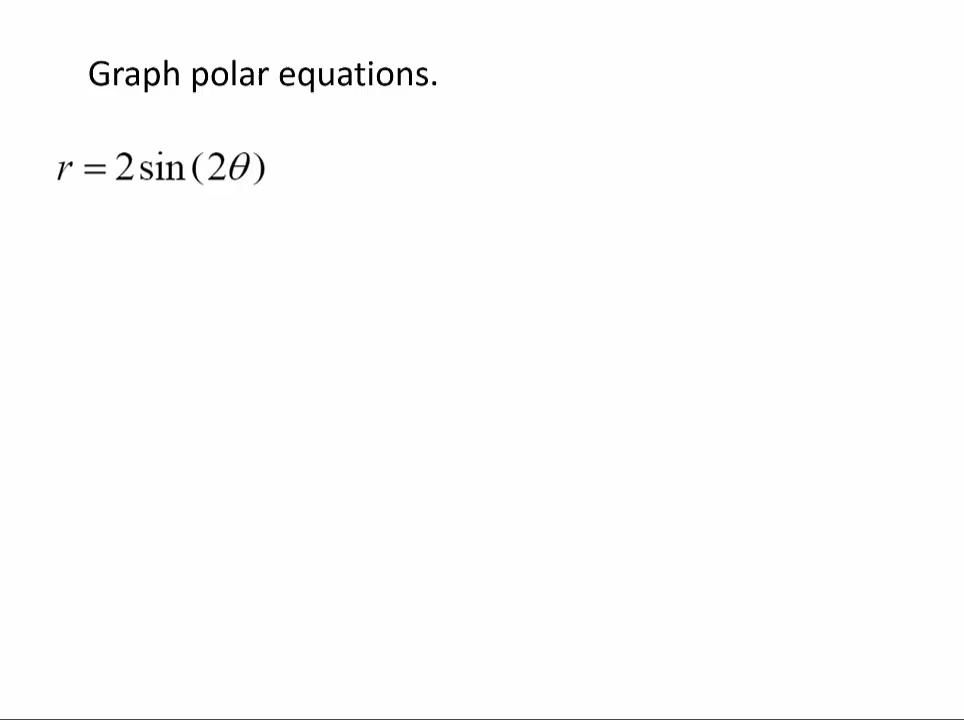 Graph polar equations.
r = 2sin(2θ)